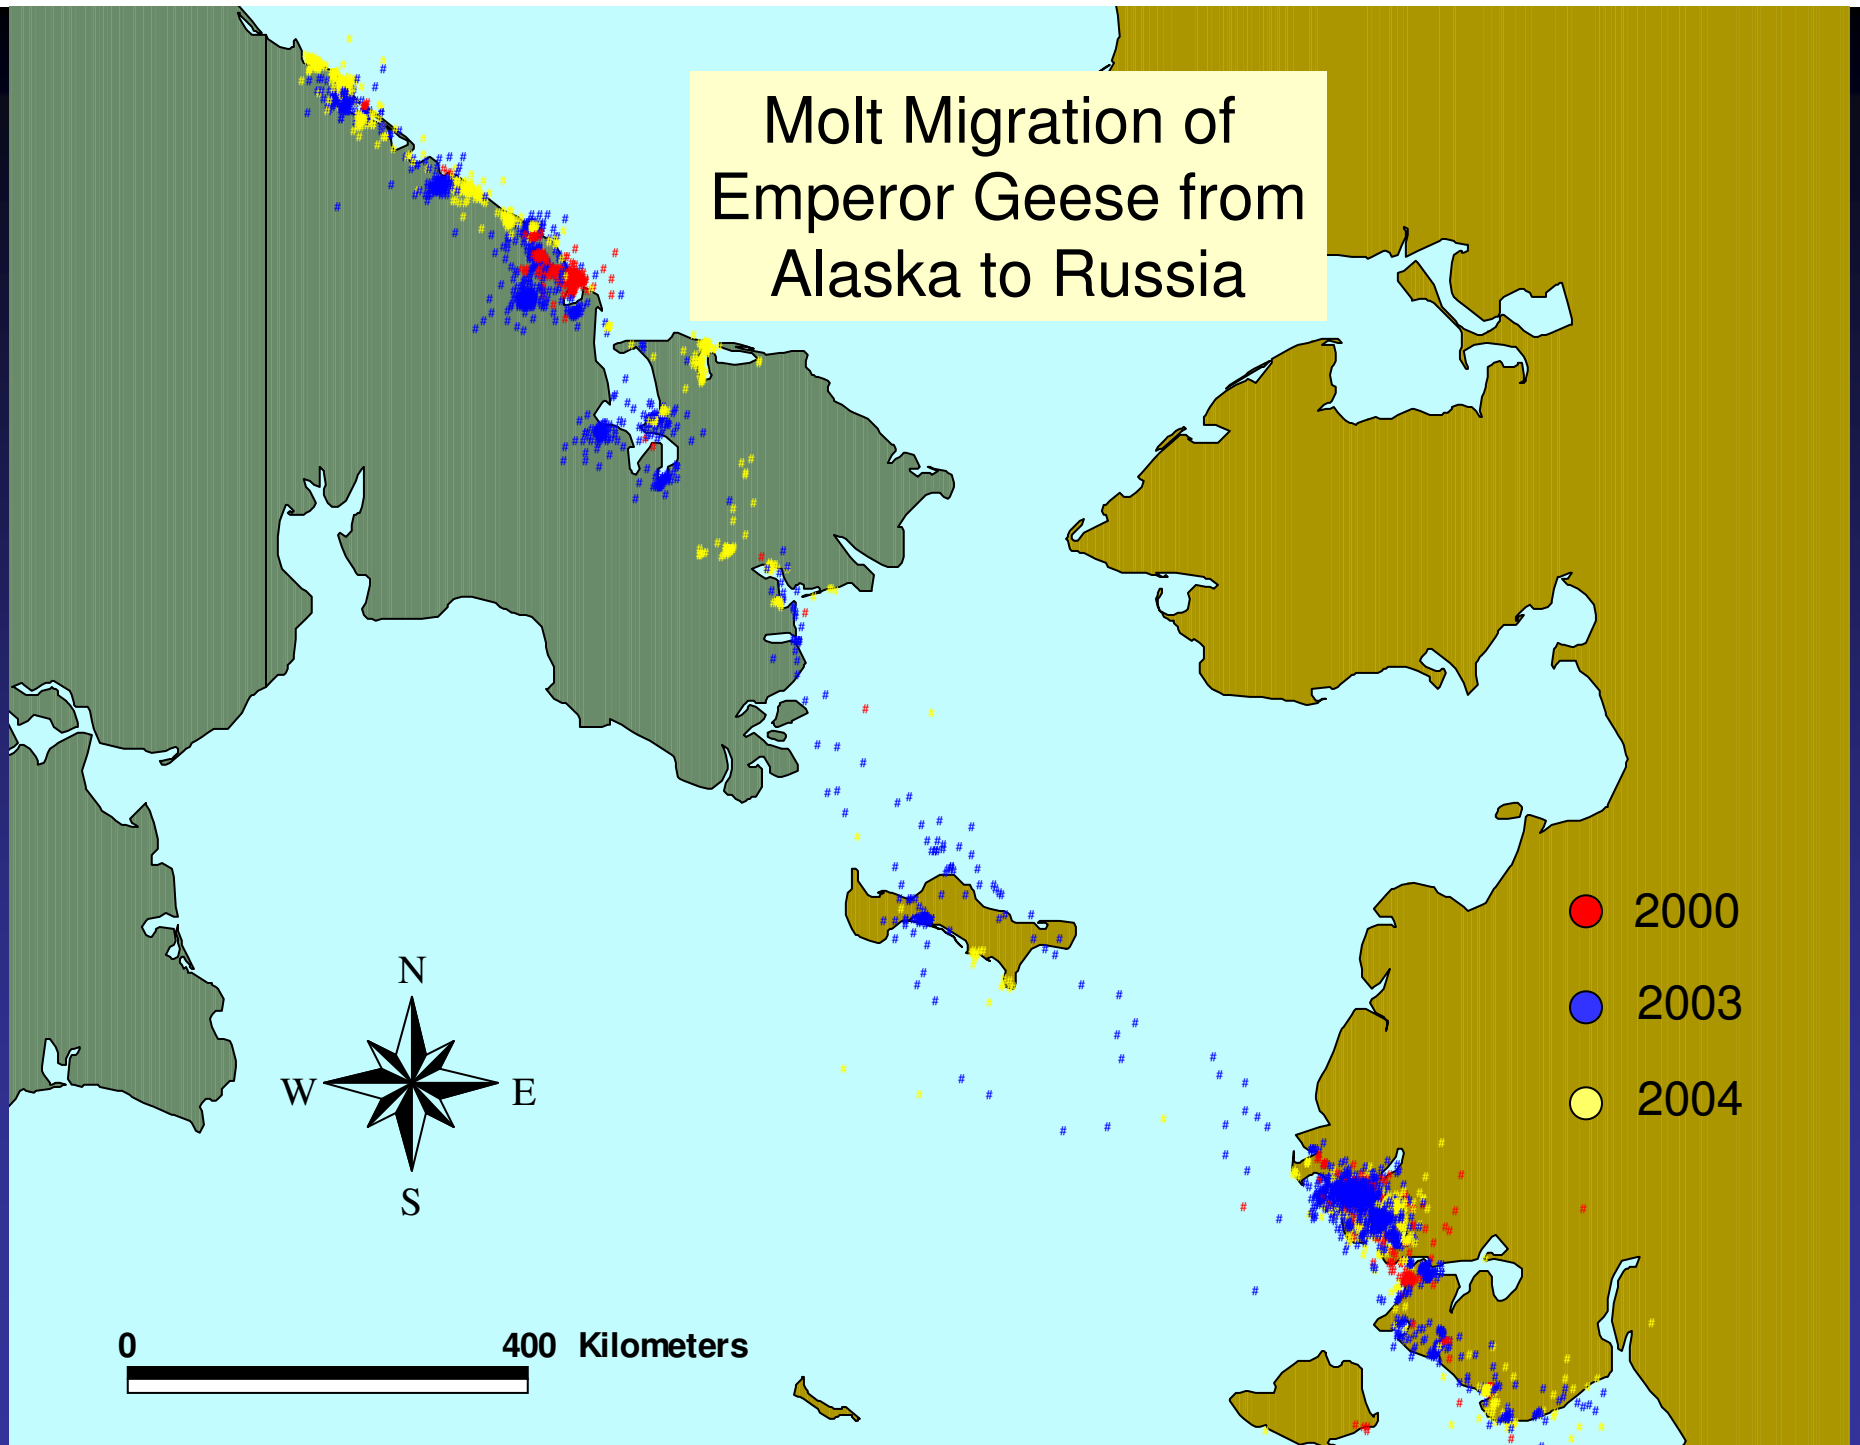 Molt Migration of
Emperor Geese from
Alaska to Russia
2000
2003
2004
N
W E
S
0 400 Kilometers